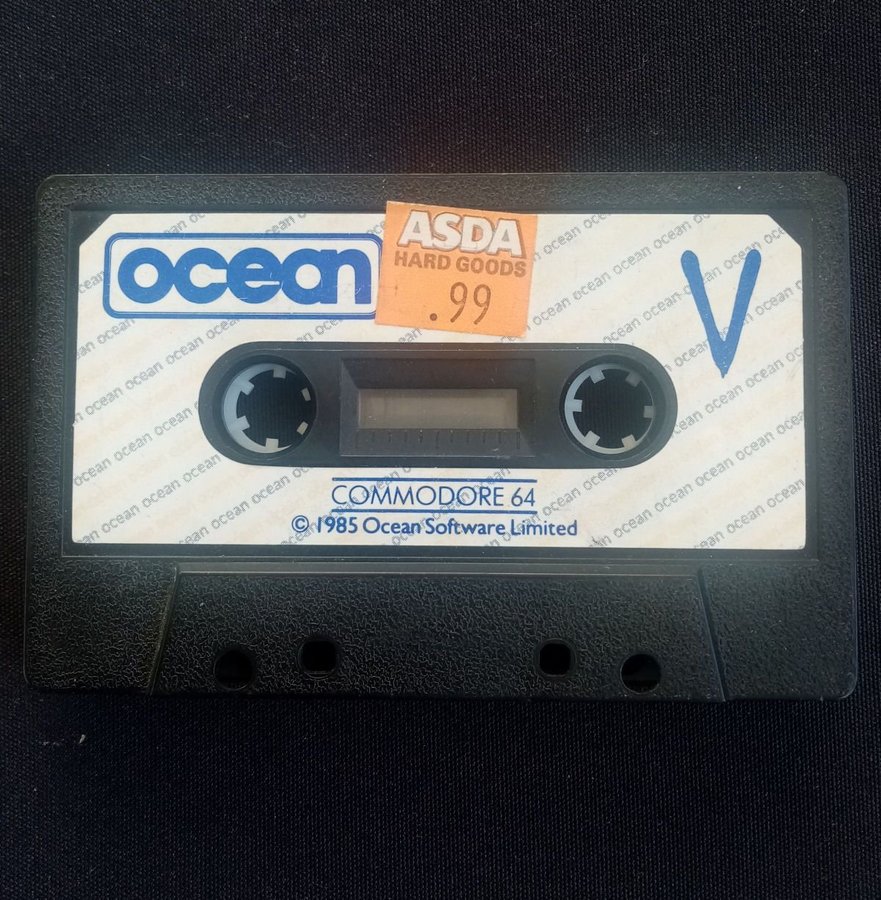 ocean
ASDA
HARD GOODS
.99
V
COMMODORE 64
© 1985 Ocean Software Limited